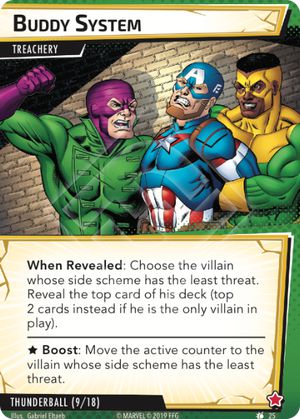 BUDDY SYSTEM
TREACHERY
When Revealed: Choose the villain
whose side scheme has the least threat.
Reveal the top card of his deck (top
2 cards instead if he is the only villain in
play).
★ Boost: Move the active counter to the
villain whose side scheme has the least
threat.
THUNDERBALL (9/18)
Illus. Gabriel Eltaeb
© MARVEL © 2019 FFG
25